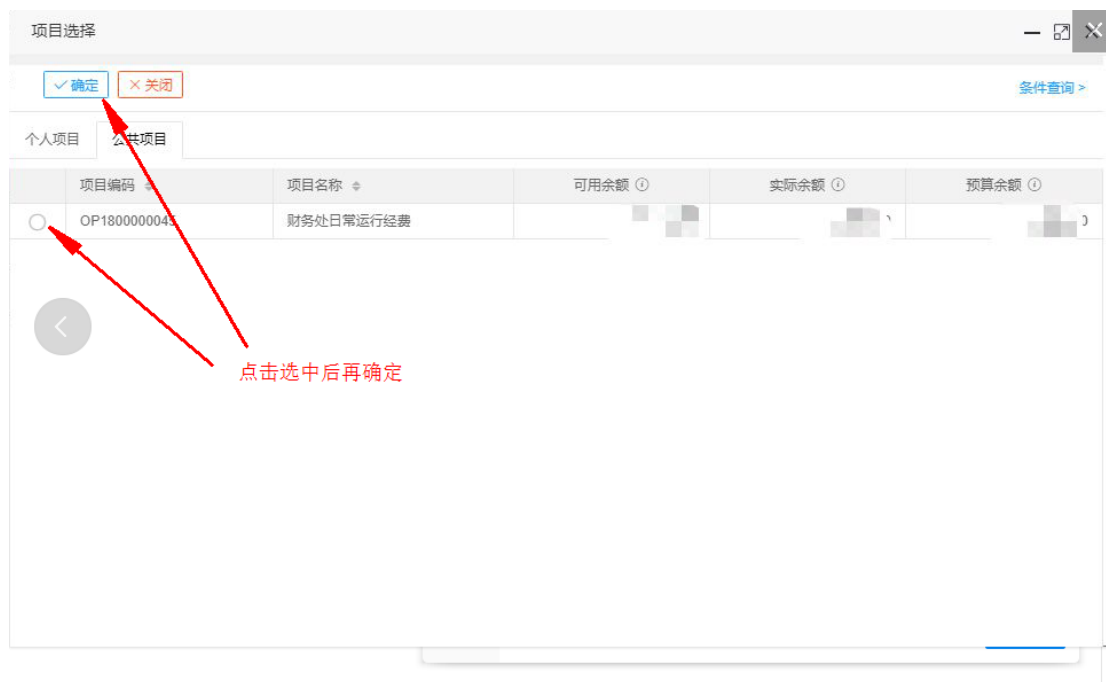 项目选择
确定 关闭 条件查询 >
个人项目 公共项目
项目编码 项目名称 可用余额 实际余额 预算余额
OP1800000045 财务处日常运行经费
点击选中后再确定